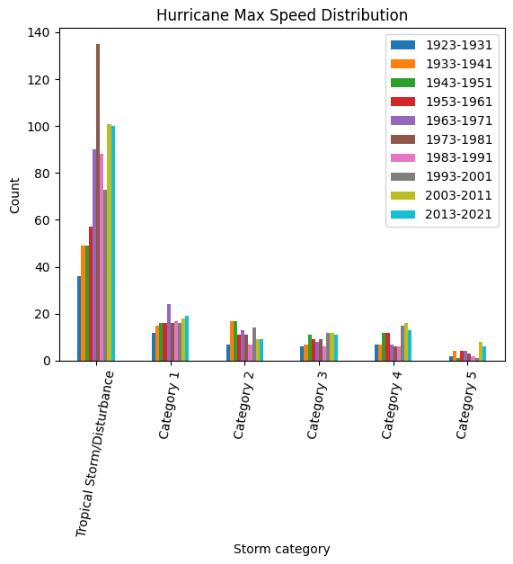 Hurricane Max Speed Distribution
140
120
100
80
60
40
20
0
Count
1923-1931
1933-1941
1943-1951
1953-1961
1963-1971
1973-1981
1983-1991
1993-2001
2003-2011
2013-2021
Tropical Storm/Disturbance
Category 1
Category 2
Category 3
Category 4
Category 5
Storm category